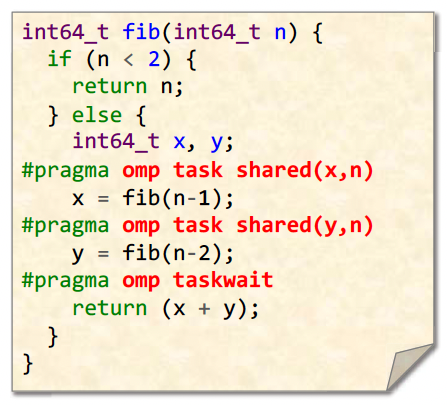 int64_t fib(int64_t n) {
  if (n < 2) {
    return n;
  } else {
    int64_t x, y;
#pragma omp task shared(x,n)
    x = fib(n-1);
#pragma omp task shared(y,n)
    y = fib(n-2);
#pragma omp taskwait
    return (x + y);
  }
}